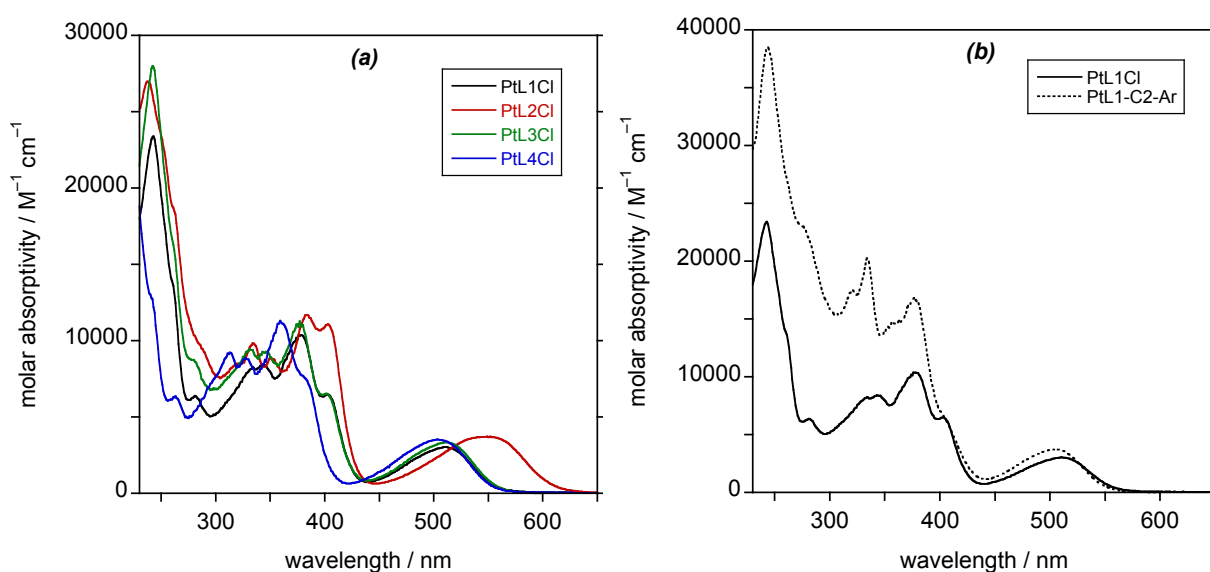 (a)
30000
20000
10000
0
300
400
500
600
molar absorptivity / M⁻¹ cm⁻¹
wavelength / nm
PtL1Cl
PtL2Cl
PtL3Cl
PtL4Cl
(b)
40000
30000
20000
10000
0
300
400
500
600
molar absorptivity / M⁻¹ cm⁻¹
wavelength / nm
PtL1Cl
PtL1-C2-Ar